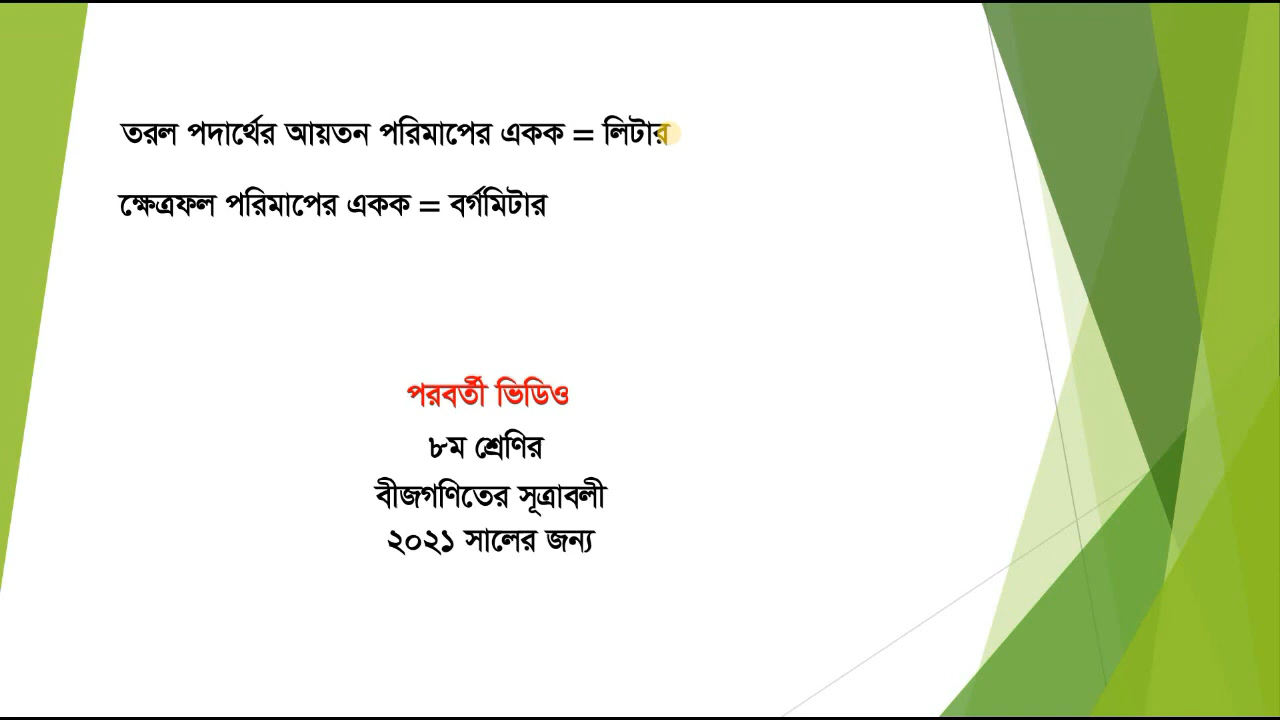 তরল পদার্থের আয়তন পরিমাপের একক = লিটার
ক্ষেত্রফল পরিমাপের একক = বর্গমিটার
পরবর্তী ভিডিও
৮ম শ্রেণির
বীজগণিতের সূত্রাবলী
২০২১ সালের জন্য